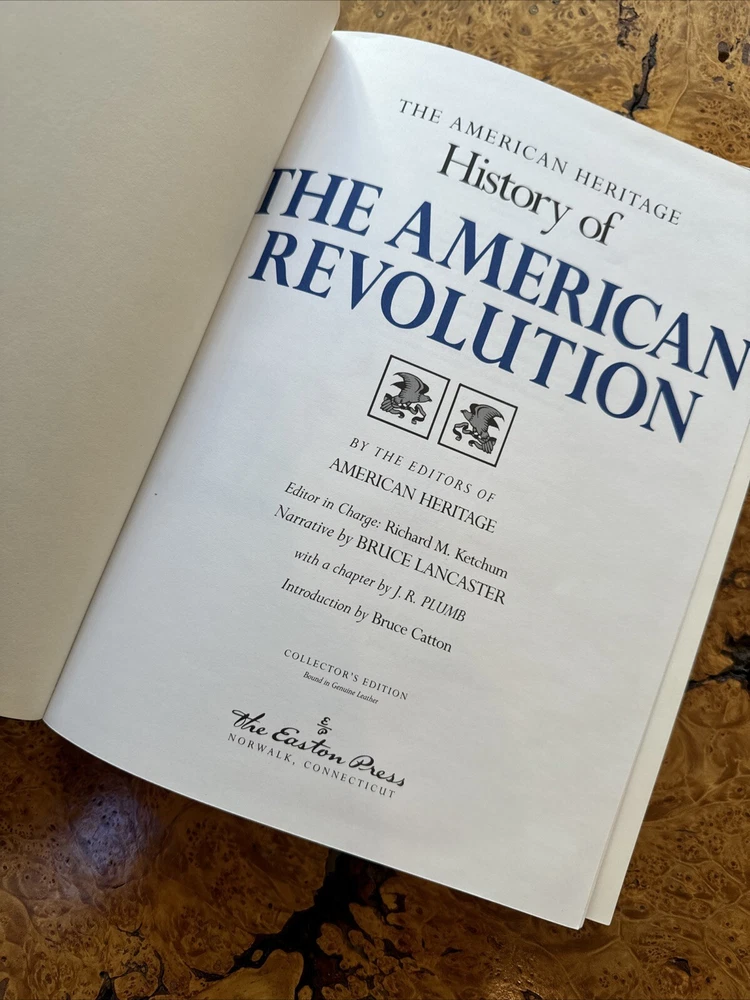 THE AMERICAN HERITAGE
History of
THE AMERICAN
REVOLUTION
BY THE EDITORS OF
AMERICAN HERITAGE
Editor in Charge: Richard M. Ketchum
Narrative by BRUCE LANCASTER
with a chapter by J. R. PLUMB
Introduction by Bruce Catton
COLLECTOR'S EDITION
Bound in Genuine Leather
E
P
The Easton Press
NORWALK, CONNECTICUT